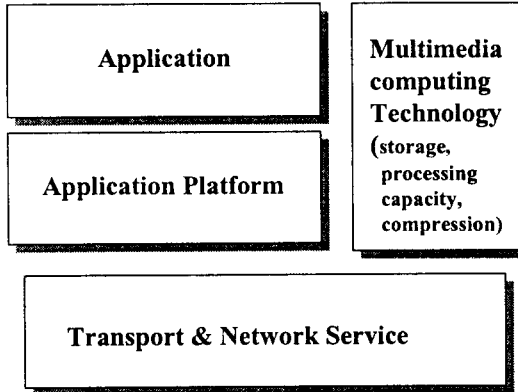 Application
Application Platform
Multimedia
computing
Technology
(storage,
processing
capacity,
compression)
Transport & Network Service